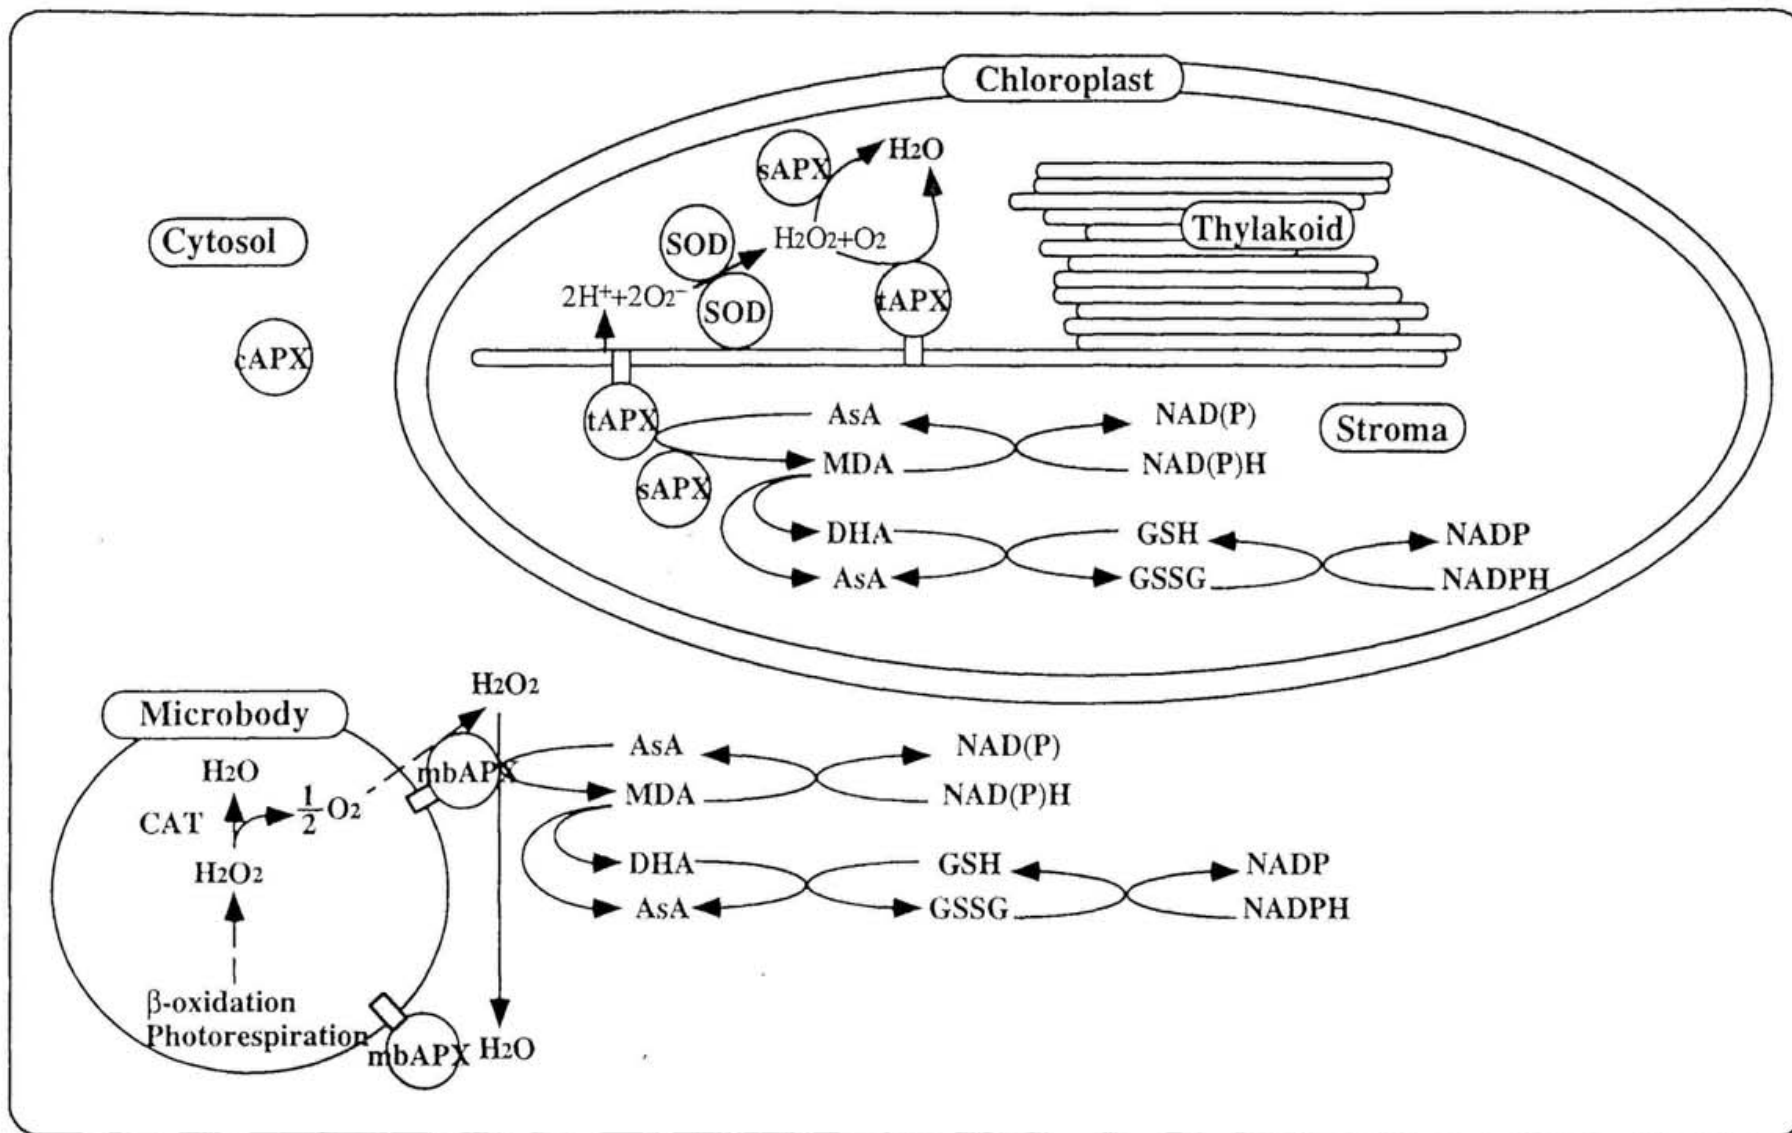 Chloroplast
sAPX
H2O
Cytosol
SOD
H2O2+O2
Thylakoid
2H++2O2−
SOD
tAPX
cAPX
tAPX
AsA
NAD(P)
Stroma
sAPX
MDA
NAD(P)H
DHA
GSH
NADP
AsA
GSSG
NADPH
H2O2
Microbody
mbAPX
AsA
NAD(P)
H2O
MDA
NAD(P)H
CAT
1/2 O2
H2O2
DHA
GSH
NADP
AsA
GSSG
NADPH
β-oxidation
Photorespiration
mbAPX
H2O